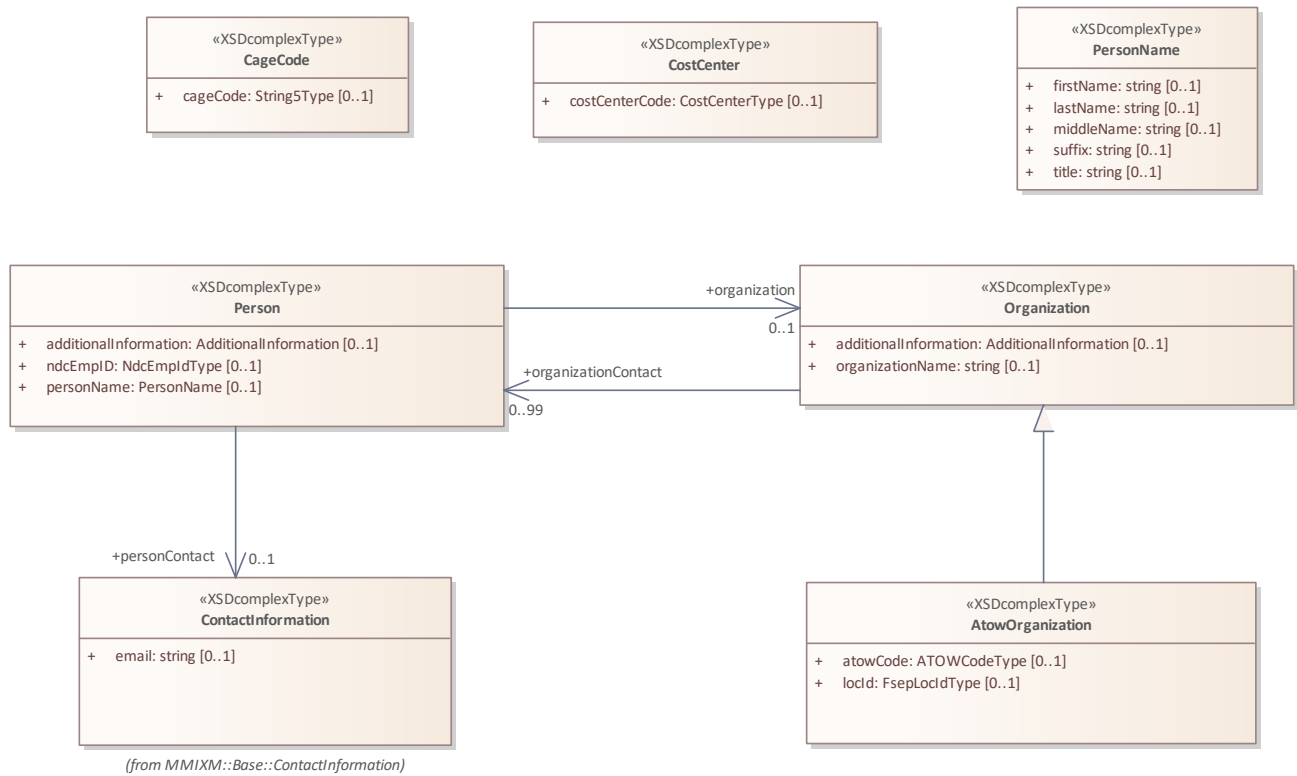 «XSDcomplexType»
CageCode
+ cageCode: String5Type [0..1]
«XSDcomplexType»
CostCenter
+ costCenterCode: CostCenterType [0..1]
«XSDcomplexType»
PersonName
+ firstName: string [0..1]
+ lastName: string [0..1]
+ middleName: string [0..1]
+ suffix: string [0..1]
+ title: string [0..1]
«XSDcomplexType»
Person
+ additionalInformation: AdditionalInformation [0..1]
+ ndcEmpID: NdcEmpIdType [0..1]
+ personName: PersonName [0..1]
+organization
0..1
+organizationContact
0..99
«XSDcomplexType»
Organization
+ additionalInformation: AdditionalInformation [0..1]
+ organizationName: string [0..1]
+personContact
0..1
«XSDcomplexType»
ContactInformation
+ email: string [0..1]
(from MMIXM::Base::ContactInformation)
«XSDcomplexType»
AtowOrganization
+ atowCode: ATOWCodeType [0..1]
+ locId: FsepLocIdType [0..1]